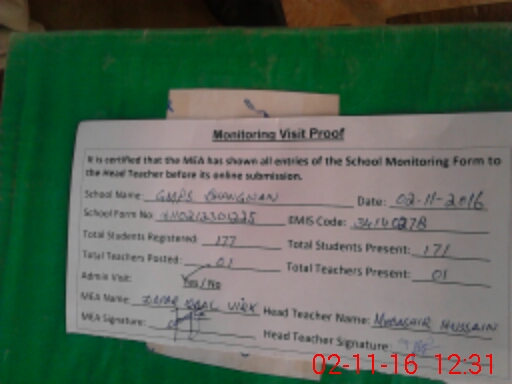 Monitoring Visit Proof
It is certified that the MEA has shown all entries of the School Monitoring Form to
the Head Teacher before its online submission.
School Name: GMPS Date: 02-11-2016
School Form No: EMIS Code:
Total Students Registered: 177 Total Students Present: 171
Total Teachers Posted: 01 Total Teachers Present: 01
Admin Visit: Yes/No
MEA Name: VIRK Head Teacher Name: MUBASHIR HUSSAIN
MEA Signature: Head Teacher Signature:
02-11-16 12:31